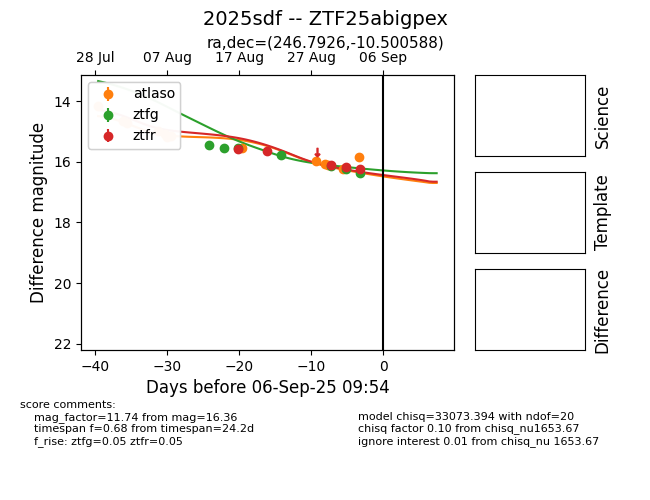 2025sdf -- ZTF25abigpex
ra,dec=(246.7926,-10.500588)
28 Jul 07 Aug 17 Aug 27 Aug 06 Sep
atlaso
ztfg
ztfr
14
16
18
20
22
Difference magnitude
−40 −30 −20 −10 0
Days before 06-Sep-25 09:54
Science
Template
Difference
score comments:
mag_factor=11.74 from mag=16.36
timespan f=0.68 from timespan=24.2d
f_rise: ztfg=0.05 ztfr=0.05
model chisq=33073.394 with ndof=20
chisq factor 0.10 from chisq_nu1653.67
ignore interest 0.01 from chisq_nu 1653.67